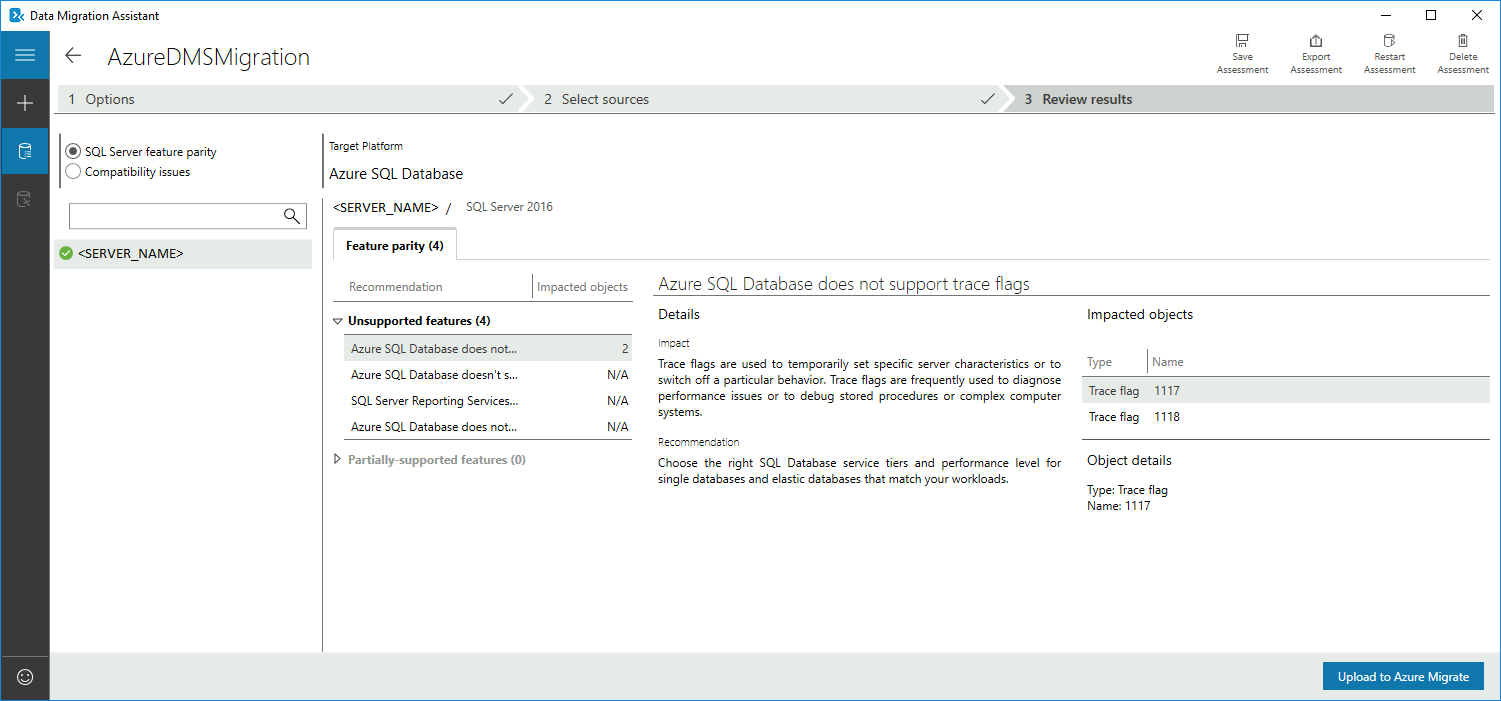 Data Migration Assistant
AzureDMSMigration
Save Assessment
Export Assessment
Restart Assessment
Delete Assessment
1 Options
2 Select sources
3 Review results
SQL Server feature parity
Compatibility issues
<SERVER_NAME>
Target Platform
Azure SQL Database
<SERVER_NAME> / SQL Server 2016
Feature parity (4)
Recommendation Impacted objects
Unsupported features (4)
Azure SQL Database does not... 2
Azure SQL Database doesn't s... N/A
SQL Server Reporting Services... N/A
Azure SQL Database does not... N/A
Partially-supported features (0)
Azure SQL Database does not support trace flags
Details
Impact
Trace flags are used to temporarily set specific server characteristics or to
switch off a particular behavior. Trace flags are frequently used to diagnose
performance issues or to debug stored procedures or complex computer
systems.
Recommendation
Choose the right SQL Database service tiers and performance level for
single databases and elastic databases that match your workloads.
Impacted objects
Type Name
Trace flag 1117
Trace flag 1118
Object details
Type: Trace flag
Name: 1117
Upload to Azure Migrate